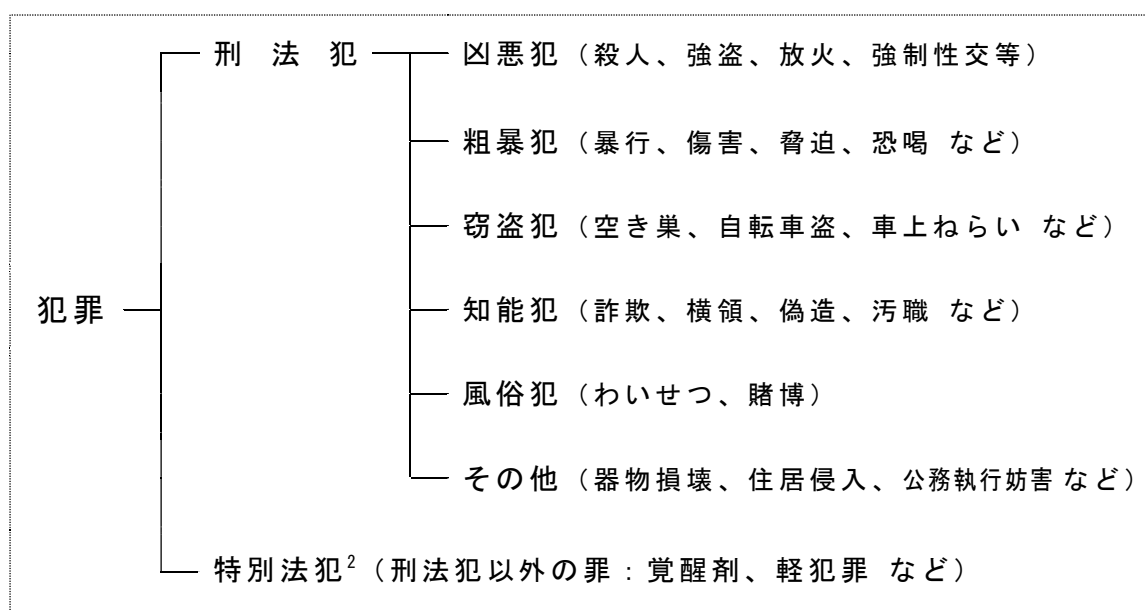 刑法犯 凶悪犯（殺人、強盗、放火、強制性交等）
粗暴犯（暴行、傷害、脅迫、恐喝 など）
窃盗犯（空き巣、自転車盗、車上ねらい など）
犯罪 知能犯（詐欺、横領、偽造、汚職 など）
風俗犯（わいせつ、賭博）
その他（器物損壊、住居侵入、公務執行妨害 など）
特別法犯2（刑法犯以外の罪：覚醒剤、軽犯罪 など）